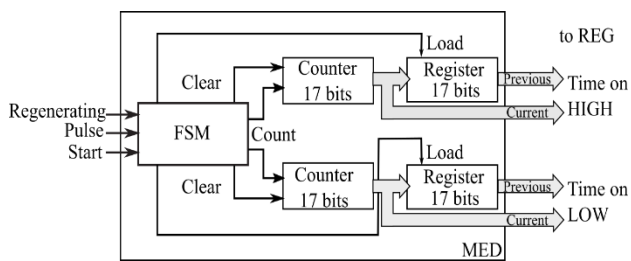 to REG
Load
Clear
Counter
17 bits
Register
17 bits
Previous
Time on
HIGH
Current
Regenerating
Pulse
Start
FSM
Count
Load
Clear
Counter
17 bits
Register
17 bits
Previous
Time on
LOW
Current
MED